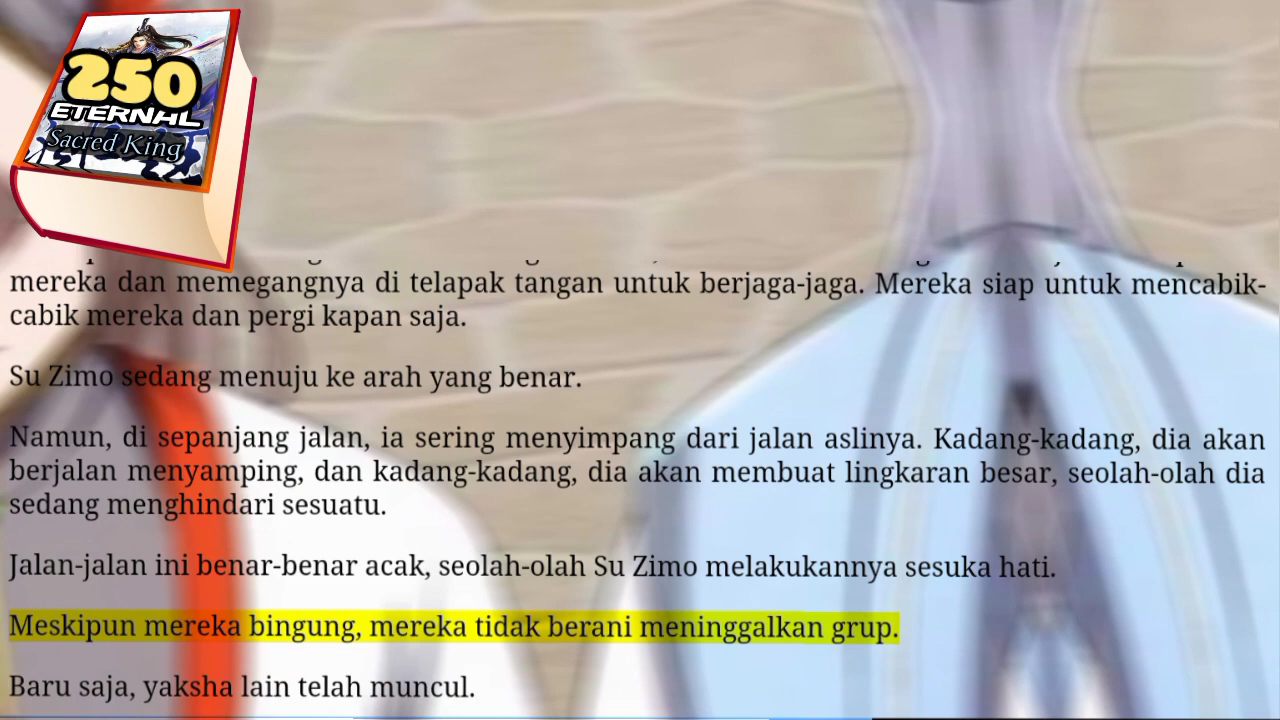 250
ETERNAL
Sacred King
mereka dan memegangnya di telapak tangan untuk berjaga-jaga. Mereka siap untuk mencabik-
cabik mereka dan pergi kapan saja.
Su Zimo sedang menuju ke arah yang benar.
Namun, di sepanjang jalan, ia sering menyimpang dari jalan aslinya. Kadang-kadang, dia akan
berjalan menyamping, dan kadang-kadang, dia akan membuat lingkaran besar, seolah-olah dia
sedang menghindari sesuatu.
Jalan-jalan ini benar-benar acak, seolah-olah Su Zimo melakukannya sesuka hati.
Meskipun mereka bingung, mereka tidak berani meninggalkan grup.
Baru saja, yaksha lain telah muncul.